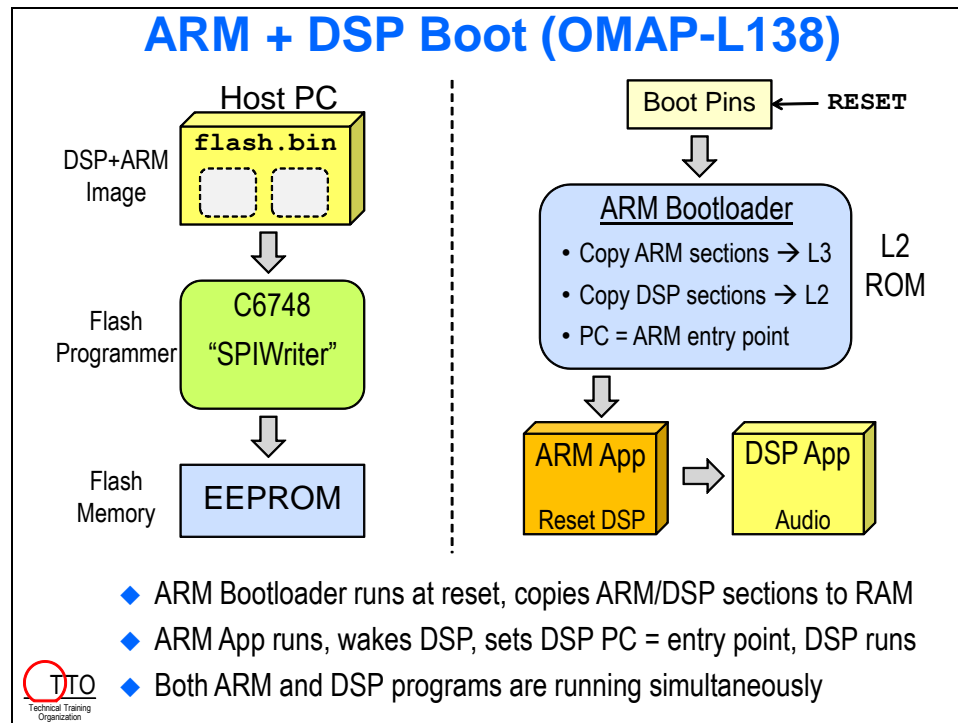 ARM + DSP Boot (OMAP-L138)
Host PC
flash.bin
DSP+ARM
Image
C6748
"SPIWriter"
Flash
Programmer
EEPROM
Flash
Memory
Boot Pins
RESET
ARM Bootloader
• Copy ARM sections → L3
• Copy DSP sections → L2
• PC = ARM entry point
L2
ROM
ARM App
Reset DSP
DSP App
Audio
◆ ARM Bootloader runs at reset, copies ARM/DSP sections to RAM
◆ ARM App runs, wakes DSP, sets DSP PC = entry point, DSP runs
◆ Both ARM and DSP programs are running simultaneously
TTO
Technical Training
Organization